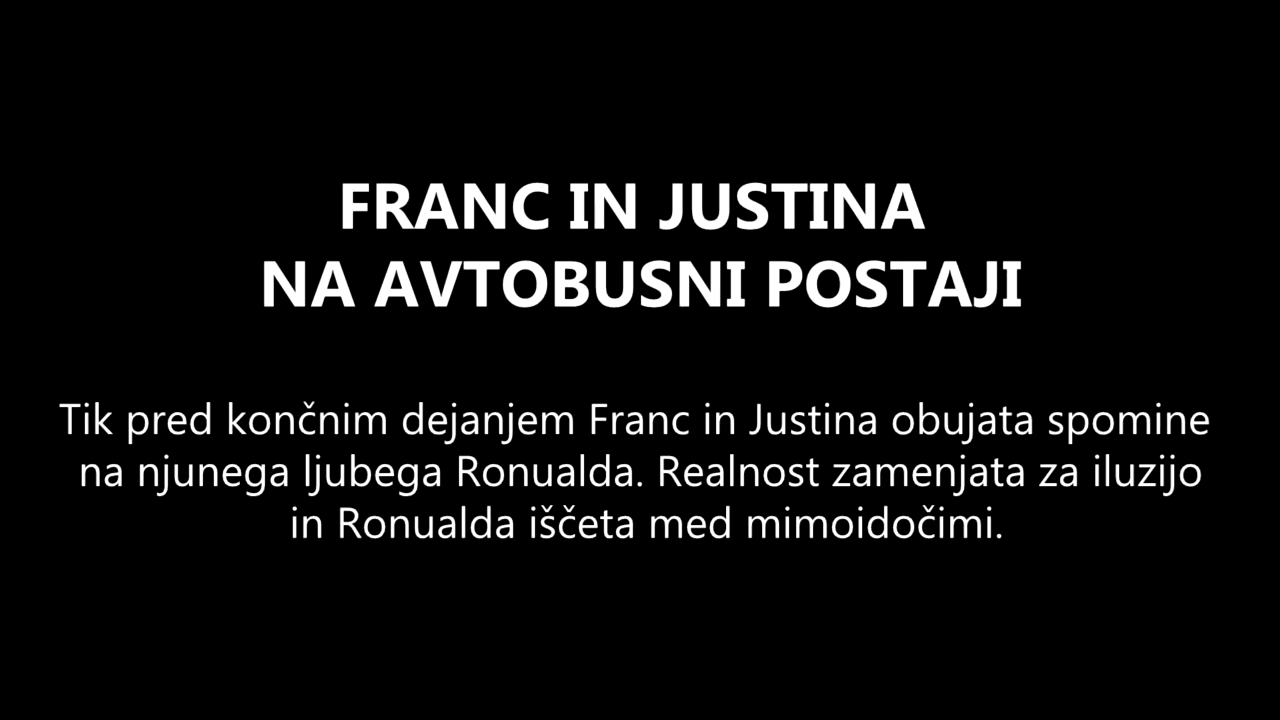 FRANC IN JUSTINA
NA AVTOBUSNI POSTAJI
Tik pred končnim dejanjem Franc in Justina obujata spomine
na njunega ljubega Ronualda. Realnost zamenjata za iluzijo
in Ronualda iščeta med mimoidočimi.